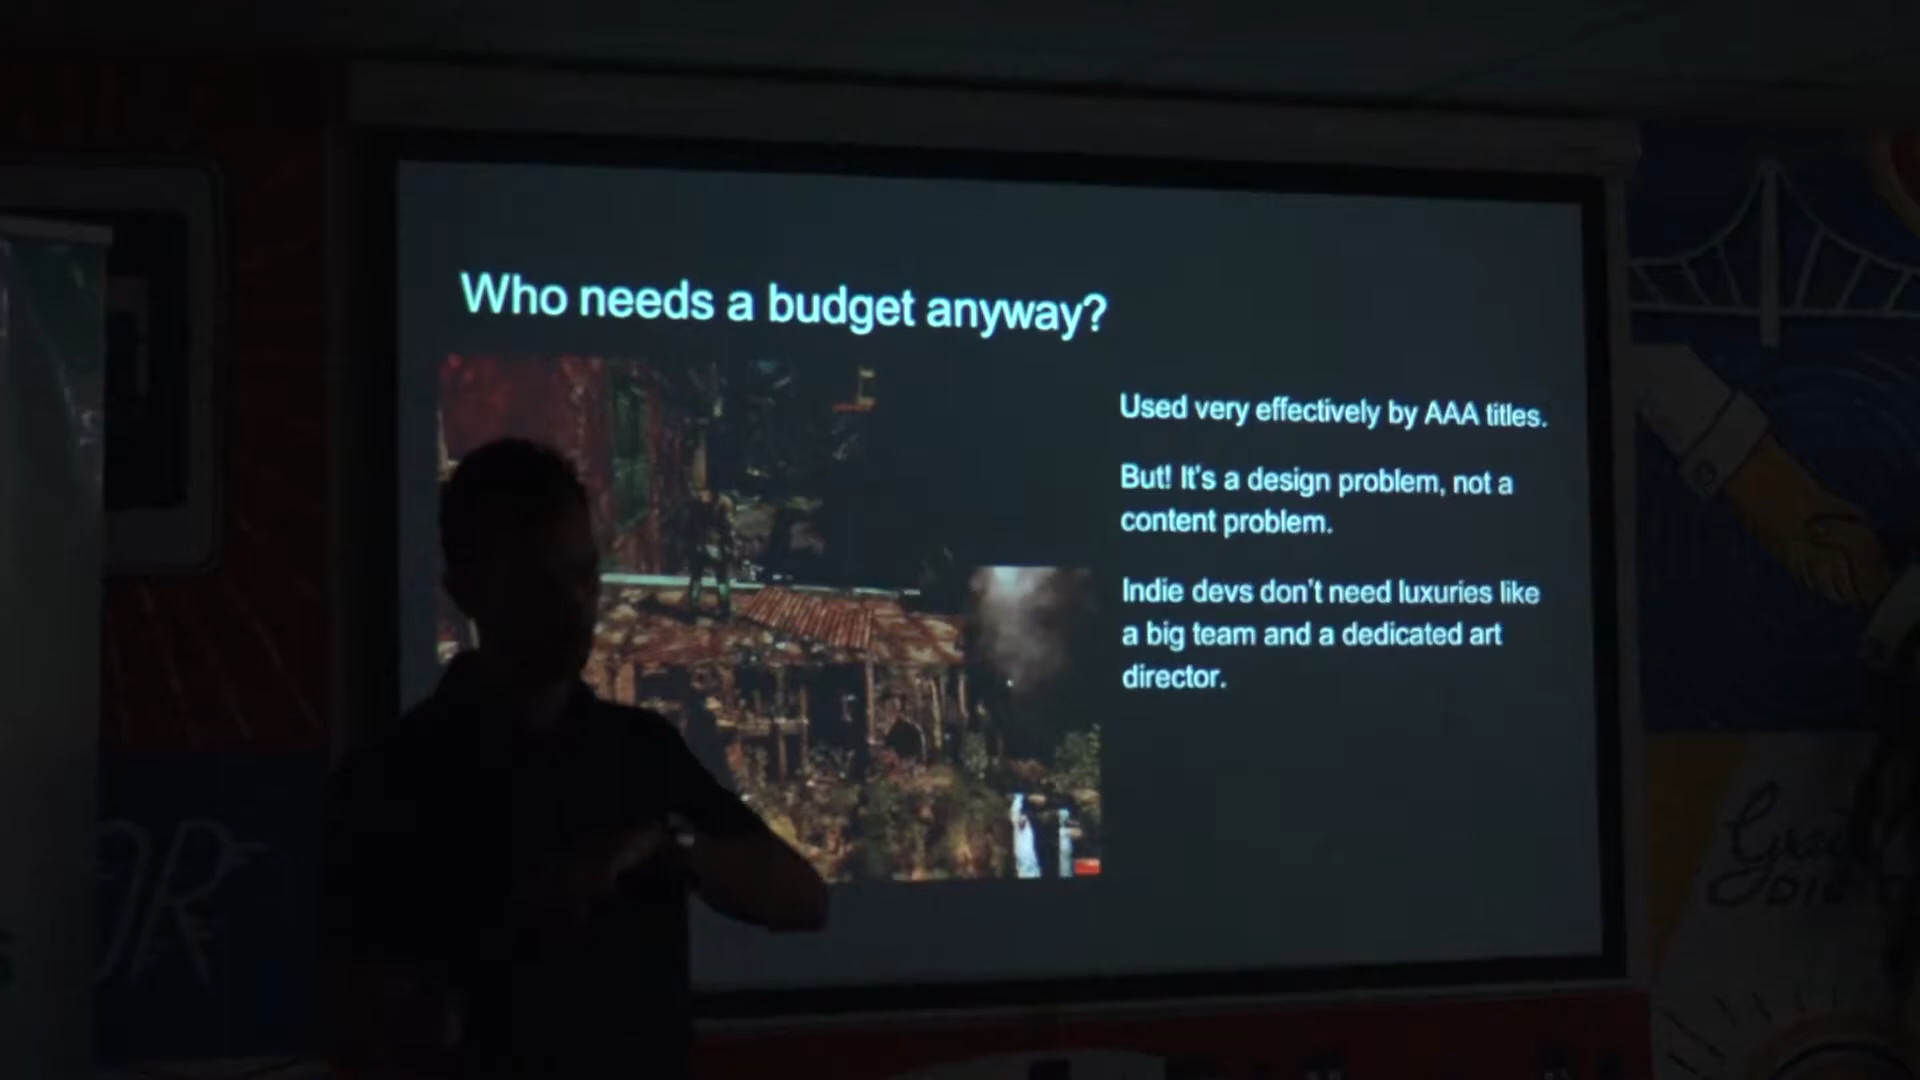 Who needs a budget anyway?
Used very effectively by AAA titles.
But! It's a design problem, not a
content problem.
Indie devs don't need luxuries like
a big team and a dedicated art
director.